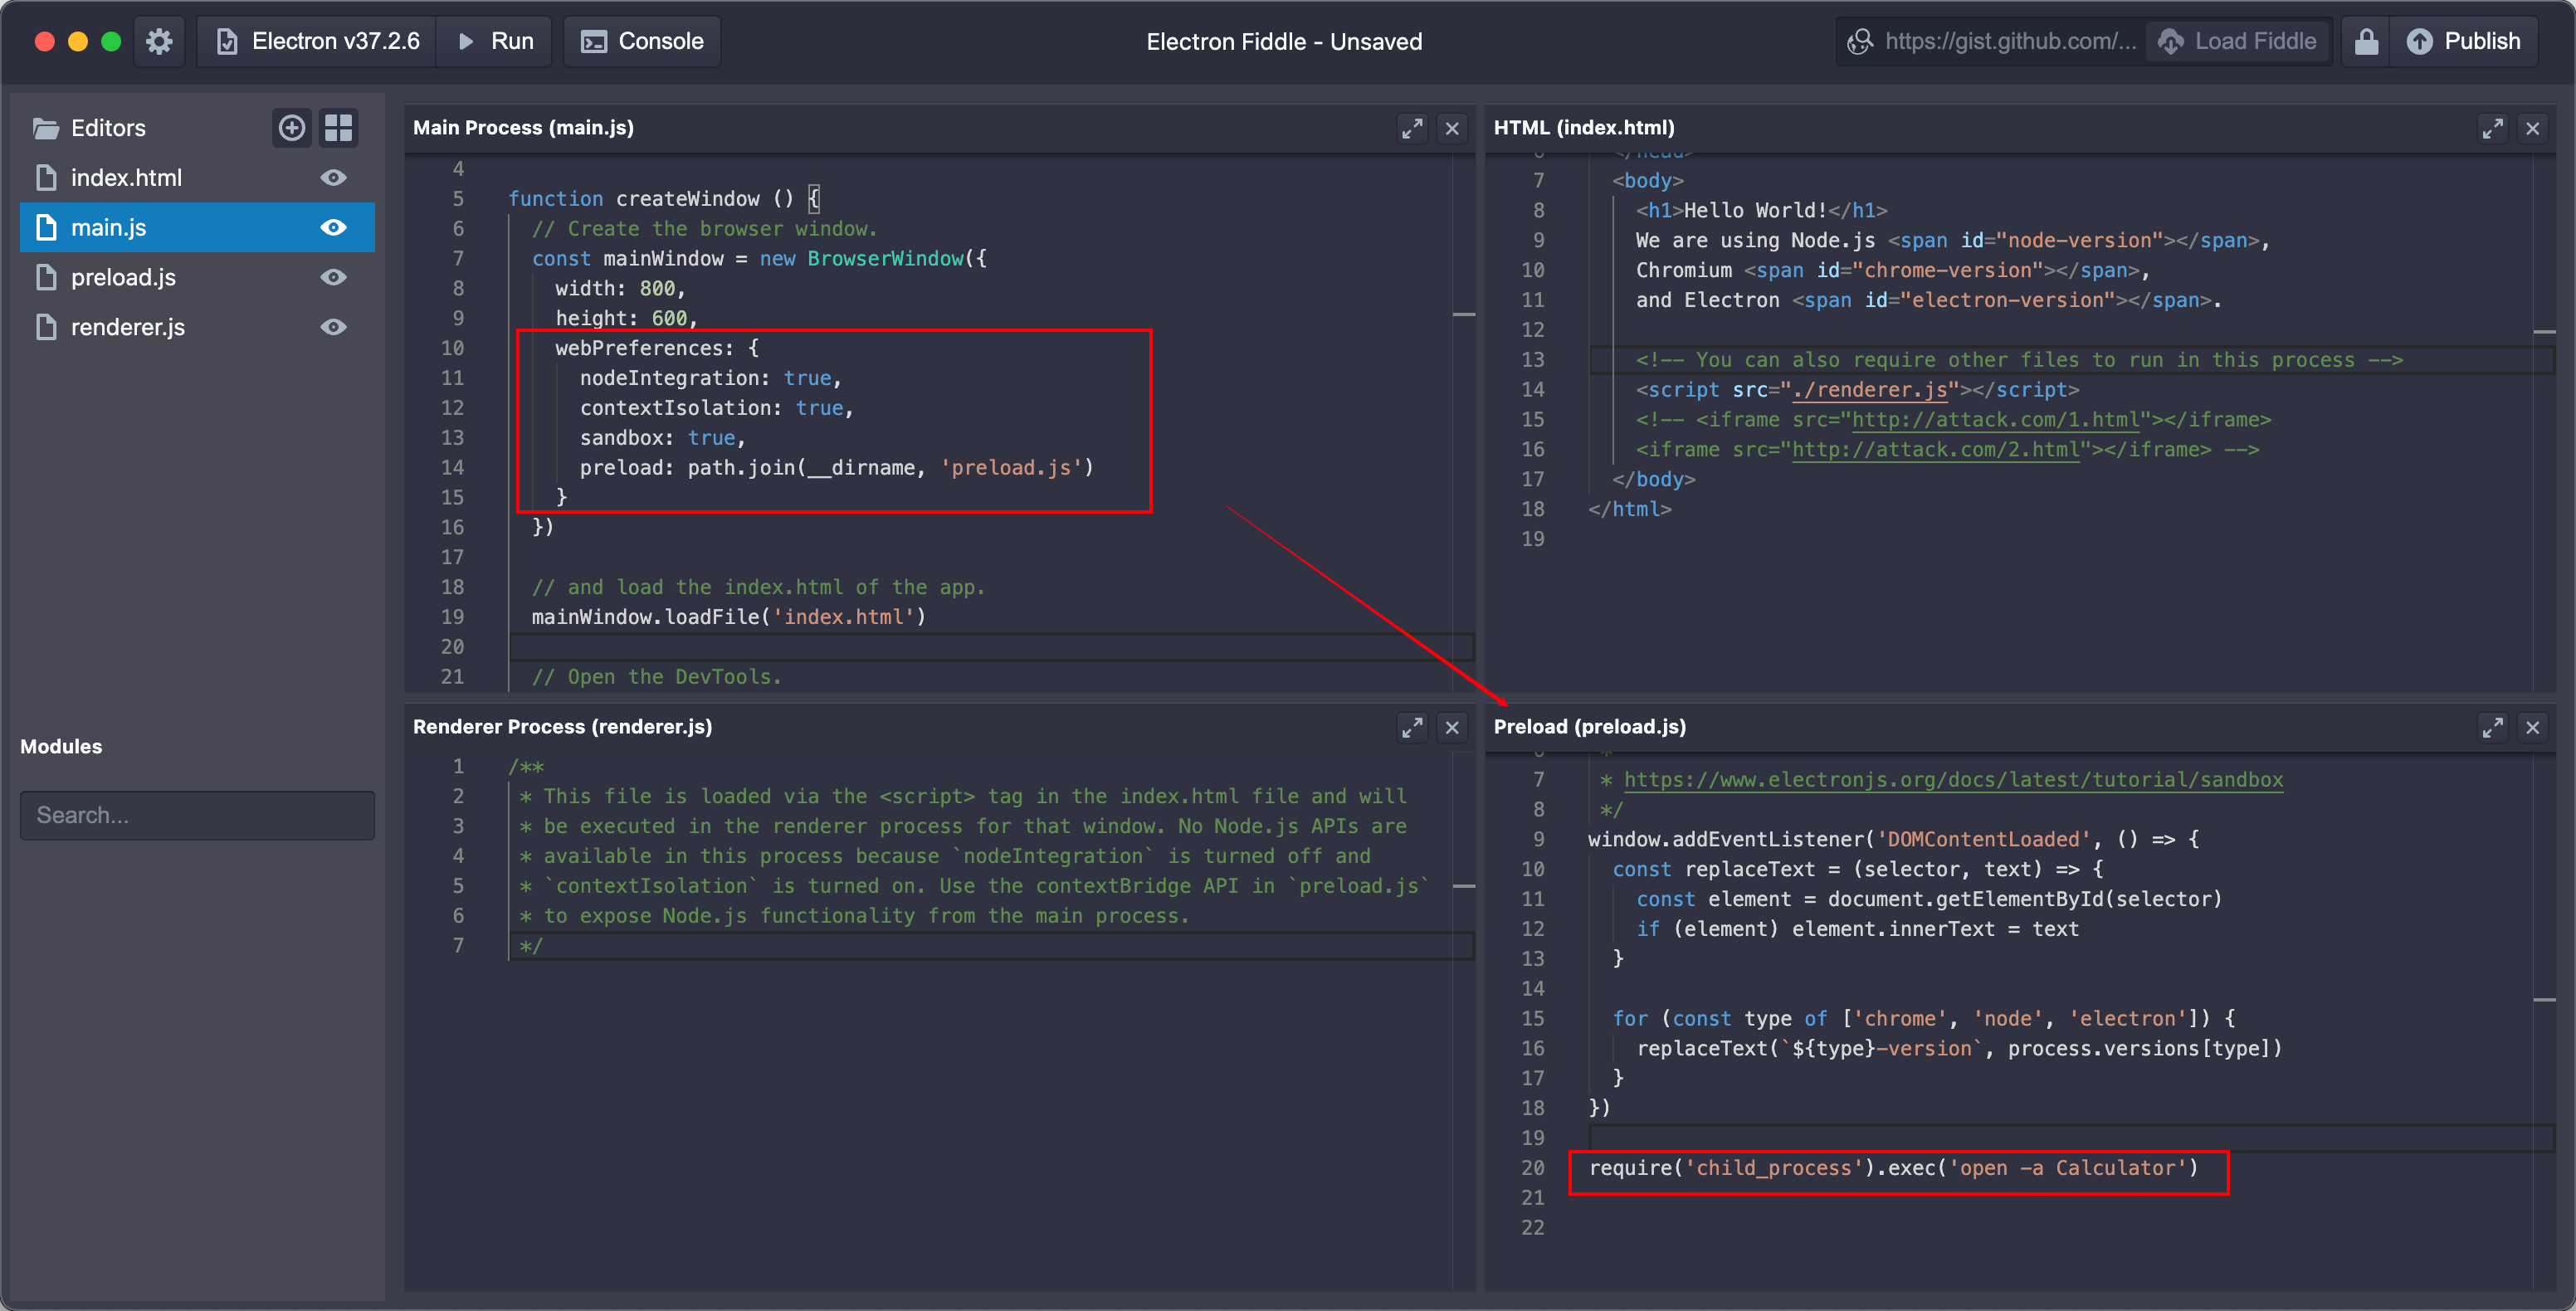 Electron v37.2.6
Run
Console
Electron Fiddle - Unsaved
https://gist.github.com/...
Load Fiddle
Publish
Editors
index.html
main.js
preload.js
renderer.js
Modules
Search...
Main Process (main.js)
4
5 function createWindow () {
6 // Create the browser window.
7 const mainWindow = new BrowserWindow({
8 width: 800,
9 height: 600,
10 webPreferences: {
11 nodeIntegration: true,
12 contextIsolation: true,
13 sandbox: true,
14 preload: path.join(__dirname, 'preload.js')
15 }
16 })
17
18 // and load the index.html of the app.
19 mainWindow.loadFile('index.html')
20
21 // Open the DevTools.
HTML (index.html)
6 </head>
7 <body>
8 <h1>Hello World!</h1>
9 We are using Node.js <span id="node-version"></span>,
10 Chromium <span id="chrome-version"></span>,
11 and Electron <span id="electron-version"></span>.
12
13 <!-- You can also require other files to run in this process -->
14 <script src="./renderer.js"></script>
15 <!-- <iframe src="http://attack.com/1.html"></iframe>
16 <iframe src="http://attack.com/2.html"></iframe> -->
17 </body>
18 </html>
19
Renderer Process (renderer.js)
1 /**
2 * This file is loaded via the <script> tag in the index.html file and will
3 * be executed in the renderer process for that window. No Node.js APIs are
4 * available in this process because `nodeIntegration` is turned off and
5 * `contextIsolation` is turned on. Use the contextBridge API in `preload.js`
6 * to expose Node.js functionality from the main process.
7 */
Preload (preload.js)
6 *
7 * https://www.electronjs.org/docs/latest/tutorial/sandbox
8 */
9 window.addEventListener('DOMContentLoaded', () => {
10 const replaceText = (selector, text) => {
11 const element = document.getElementById(selector)
12 if (element) element.innerText = text
13 }
14
15 for (const type of ['chrome', 'node', 'electron']) {
16 replaceText(`${type}-version`, process.versions[type])
17 }
18 })
19
20 require('child_process').exec('open -a Calculator')
21
22